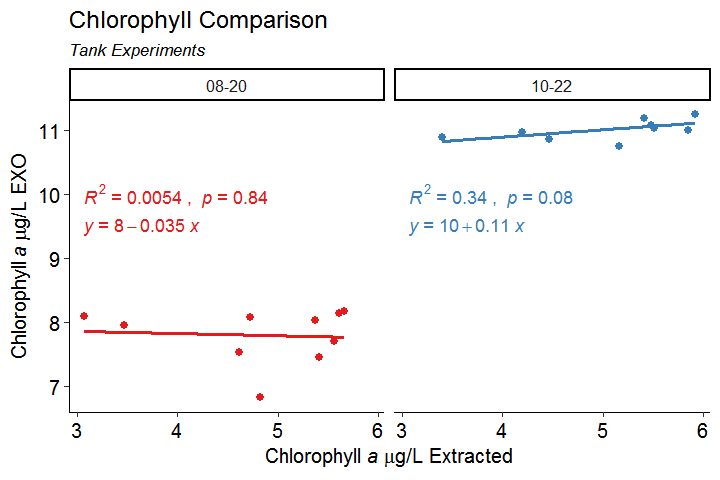 Chlorophyll Comparison
Tank Experiments
08-20
10-22
Chlorophyll a µg/L EXO
11
10
9
8
7
R² = 0.0054 , p = 0.84
y = 8 − 0.035 x
R² = 0.34 , p = 0.08
y = 10 + 0.11 x
3 4 5 6 3 4 5 6
Chlorophyll a µg/L Extracted